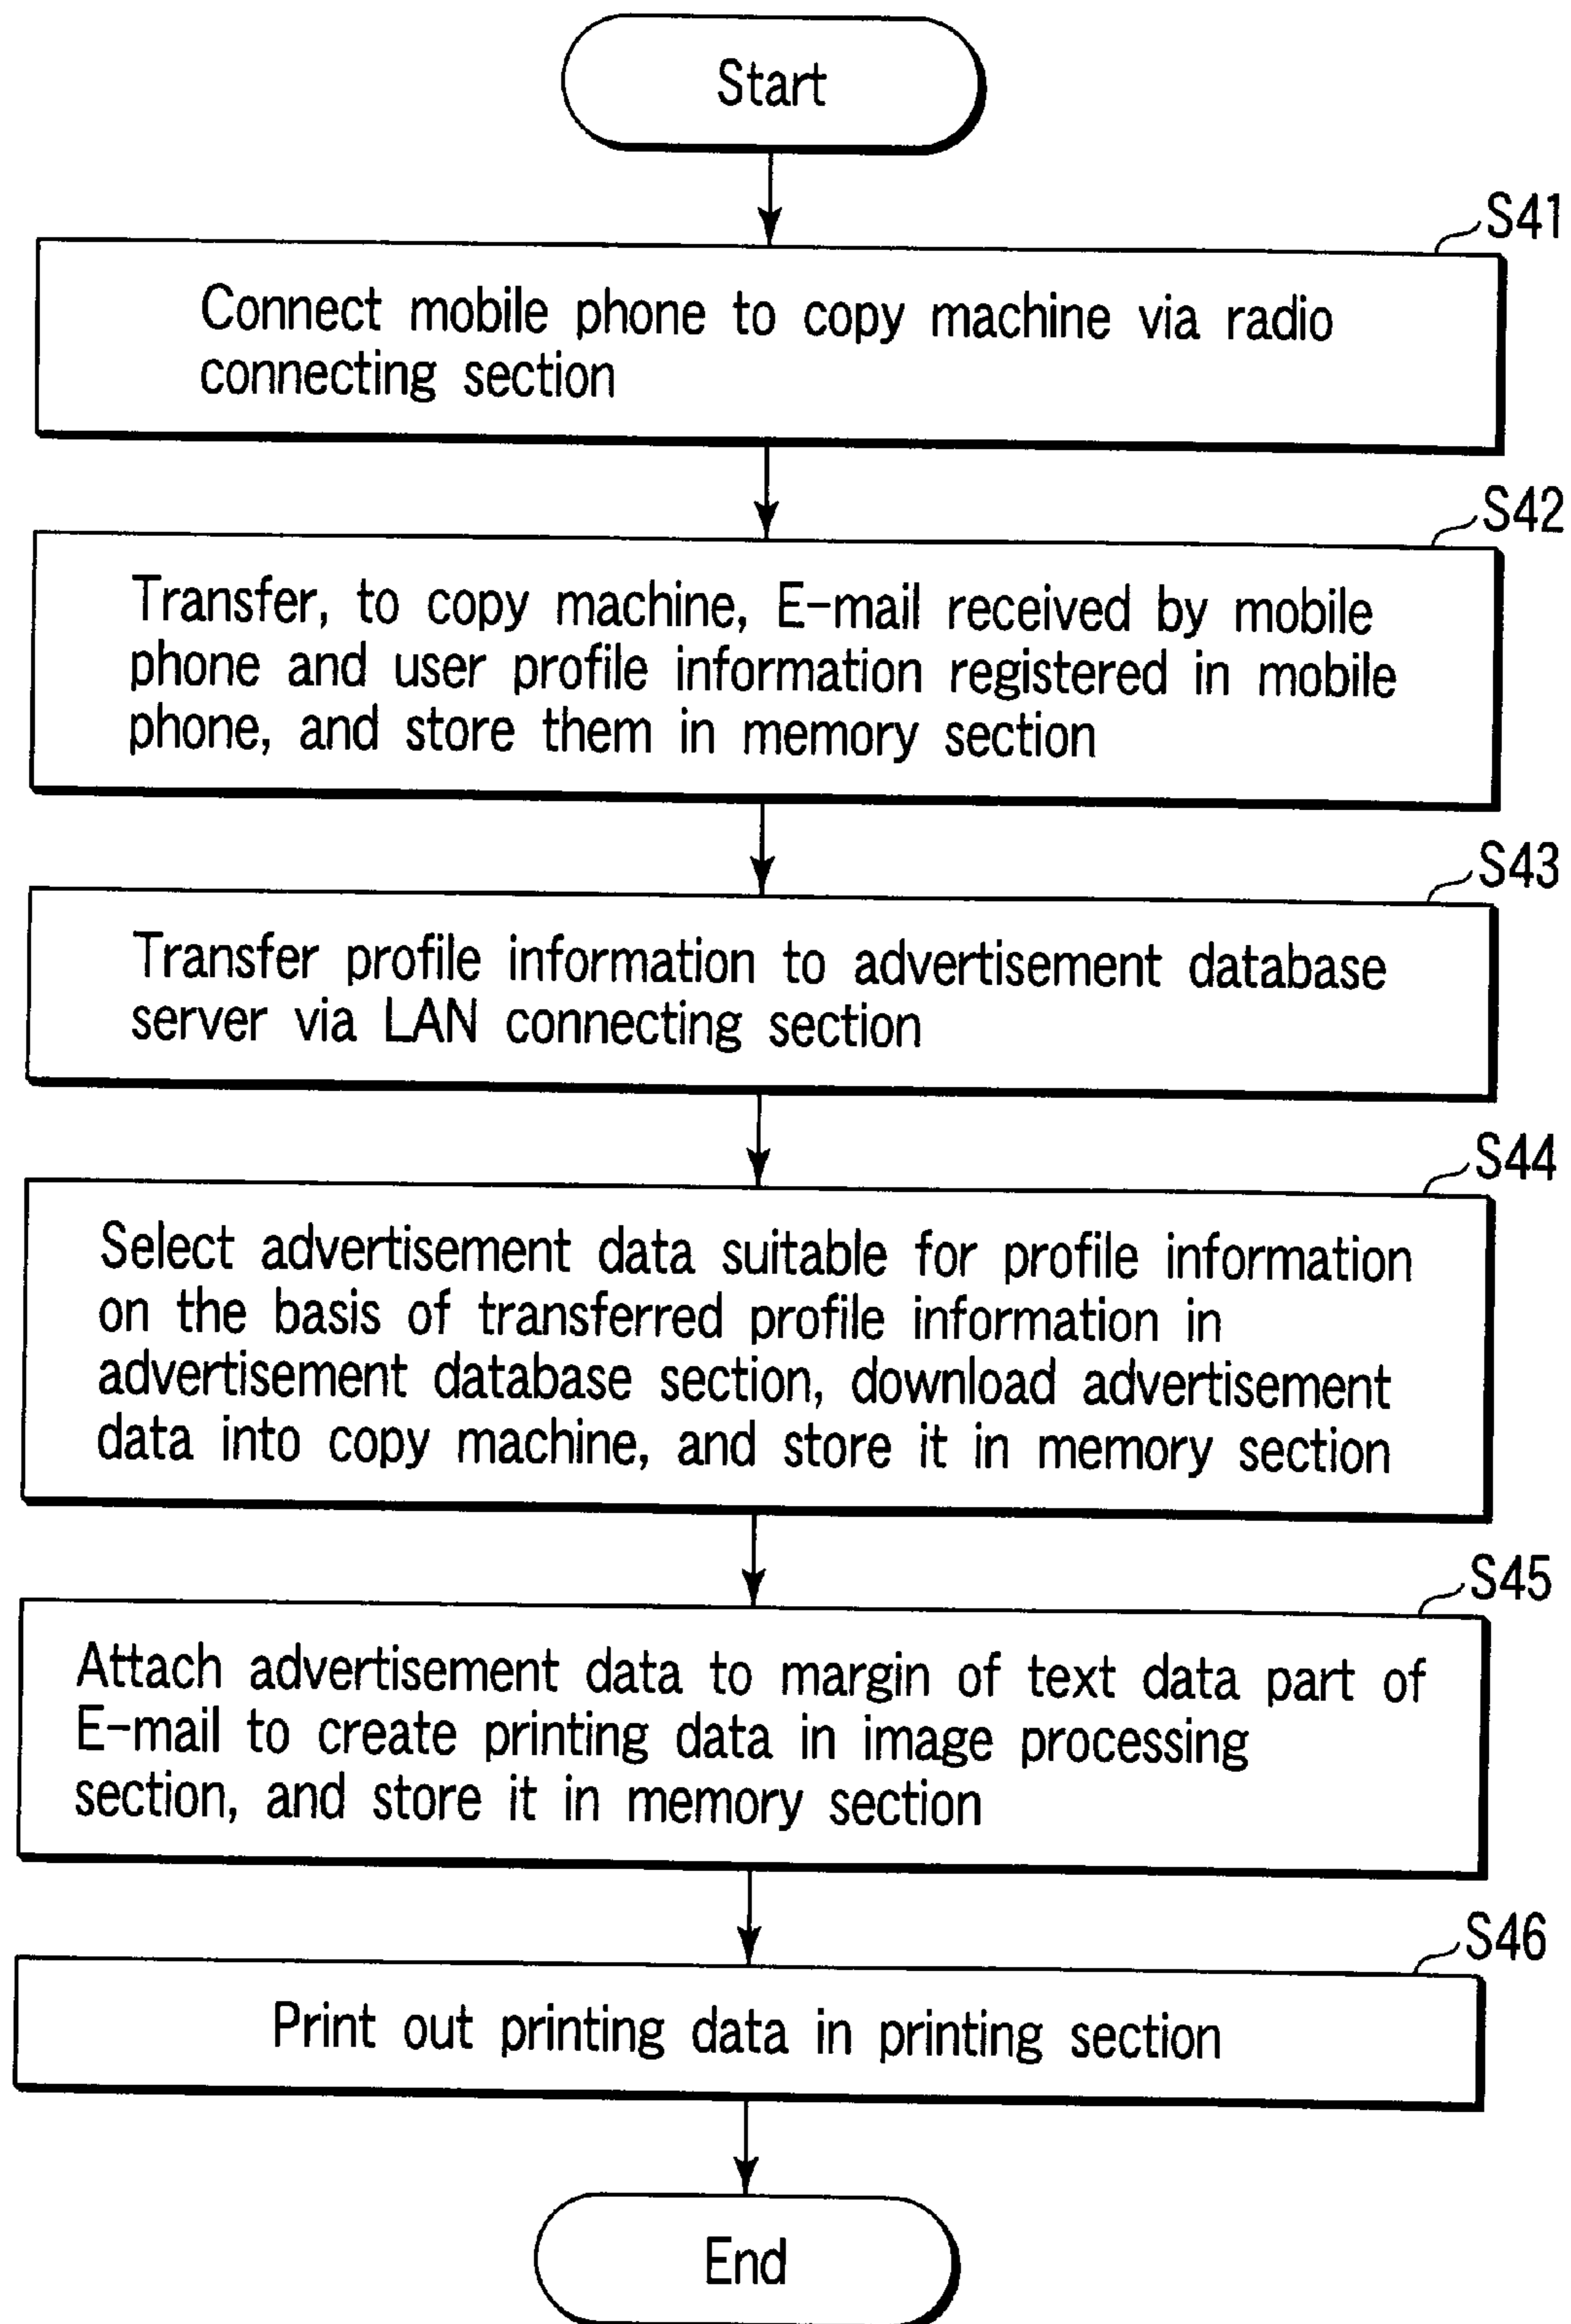 Start
S41
Connect mobile phone to copy machine via radio
connecting section
S42
Transfer, to copy machine, E-mail received by mobile
phone and user profile information registered in mobile
phone, and store them in memory section
S43
Transfer profile information to advertisement database
server via LAN connecting section
S44
Select advertisement data suitable for profile information
on the basis of transferred profile information in
advertisement database section, download advertisement
data into copy machine, and store it in memory section
S45
Attach advertisement data to margin of text data part of
E-mail to create printing data in image processing
section, and store it in memory section
S46
Print out printing data in printing section
End